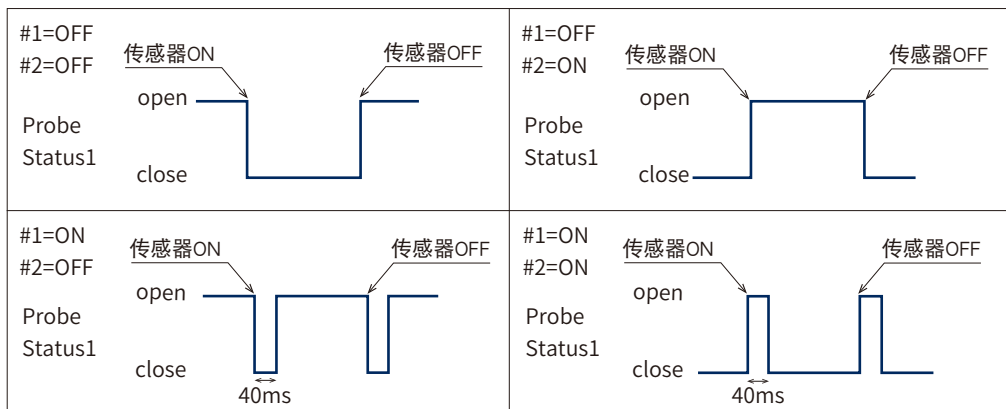 #1=OFF
#2=OFF
传感器ON
传感器OFF
open
Probe
Status1
close
#1=OFF
#2=ON
传感器ON
传感器OFF
open
Probe
Status1
close
#1=ON
#2=OFF
传感器ON
传感器OFF
open
Probe
Status1
close
40ms
#1=ON
#2=ON
传感器ON
传感器OFF
open
Probe
Status1
close
40ms